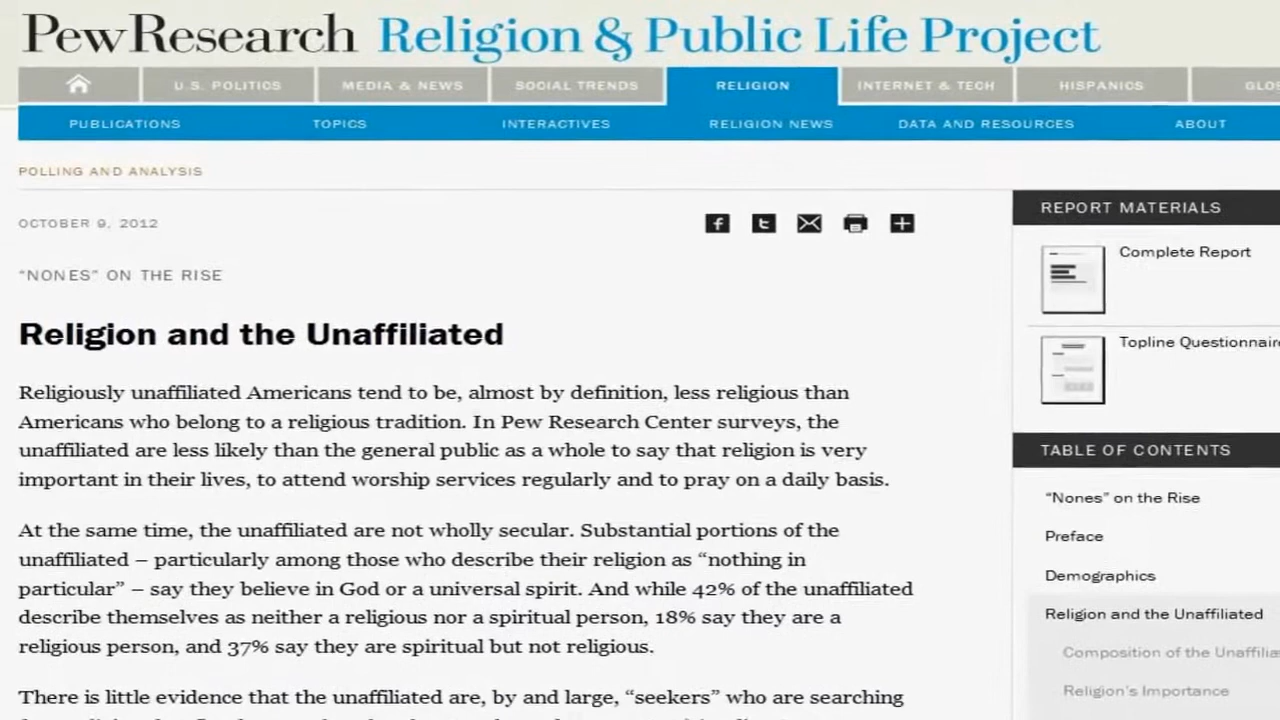 PewResearch Religion & Public Life Project
U.S. POLITICS MEDIA & NEWS SOCIAL TRENDS RELIGION INTERNET & TECH HISPANICS
PUBLICATIONS TOPICS INTERACTIVES RELIGION NEWS DATA AND RESOURCES ABOUT
POLLING AND ANALYSIS
OCTOBER 9, 2012
“NONES” ON THE RISE
Religion and the Unaffiliated
Religiously unaffiliated Americans tend to be, almost by definition, less religious than
Americans who belong to a religious tradition. In Pew Research Center surveys, the
unaffiliated are less likely than the general public as a whole to say that religion is very
important in their lives, to attend worship services regularly and to pray on a daily basis.
At the same time, the unaffiliated are not wholly secular. Substantial portions of the
unaffiliated – particularly among those who describe their religion as “nothing in
particular” – say they believe in God or a universal spirit. And while 42% of the unaffiliated
describe themselves as neither a religious nor a spiritual person, 18% say they are a
religious person, and 37% say they are spiritual but not religious.
There is little evidence that the unaffiliated are, by and large, “seekers” who are searching
REPORT MATERIALS
Complete Report
Topline Questionnaire
TABLE OF CONTENTS
“Nones” on the Rise
Preface
Demographics
Religion and the Unaffiliated
Composition of the
Religion’s Importance